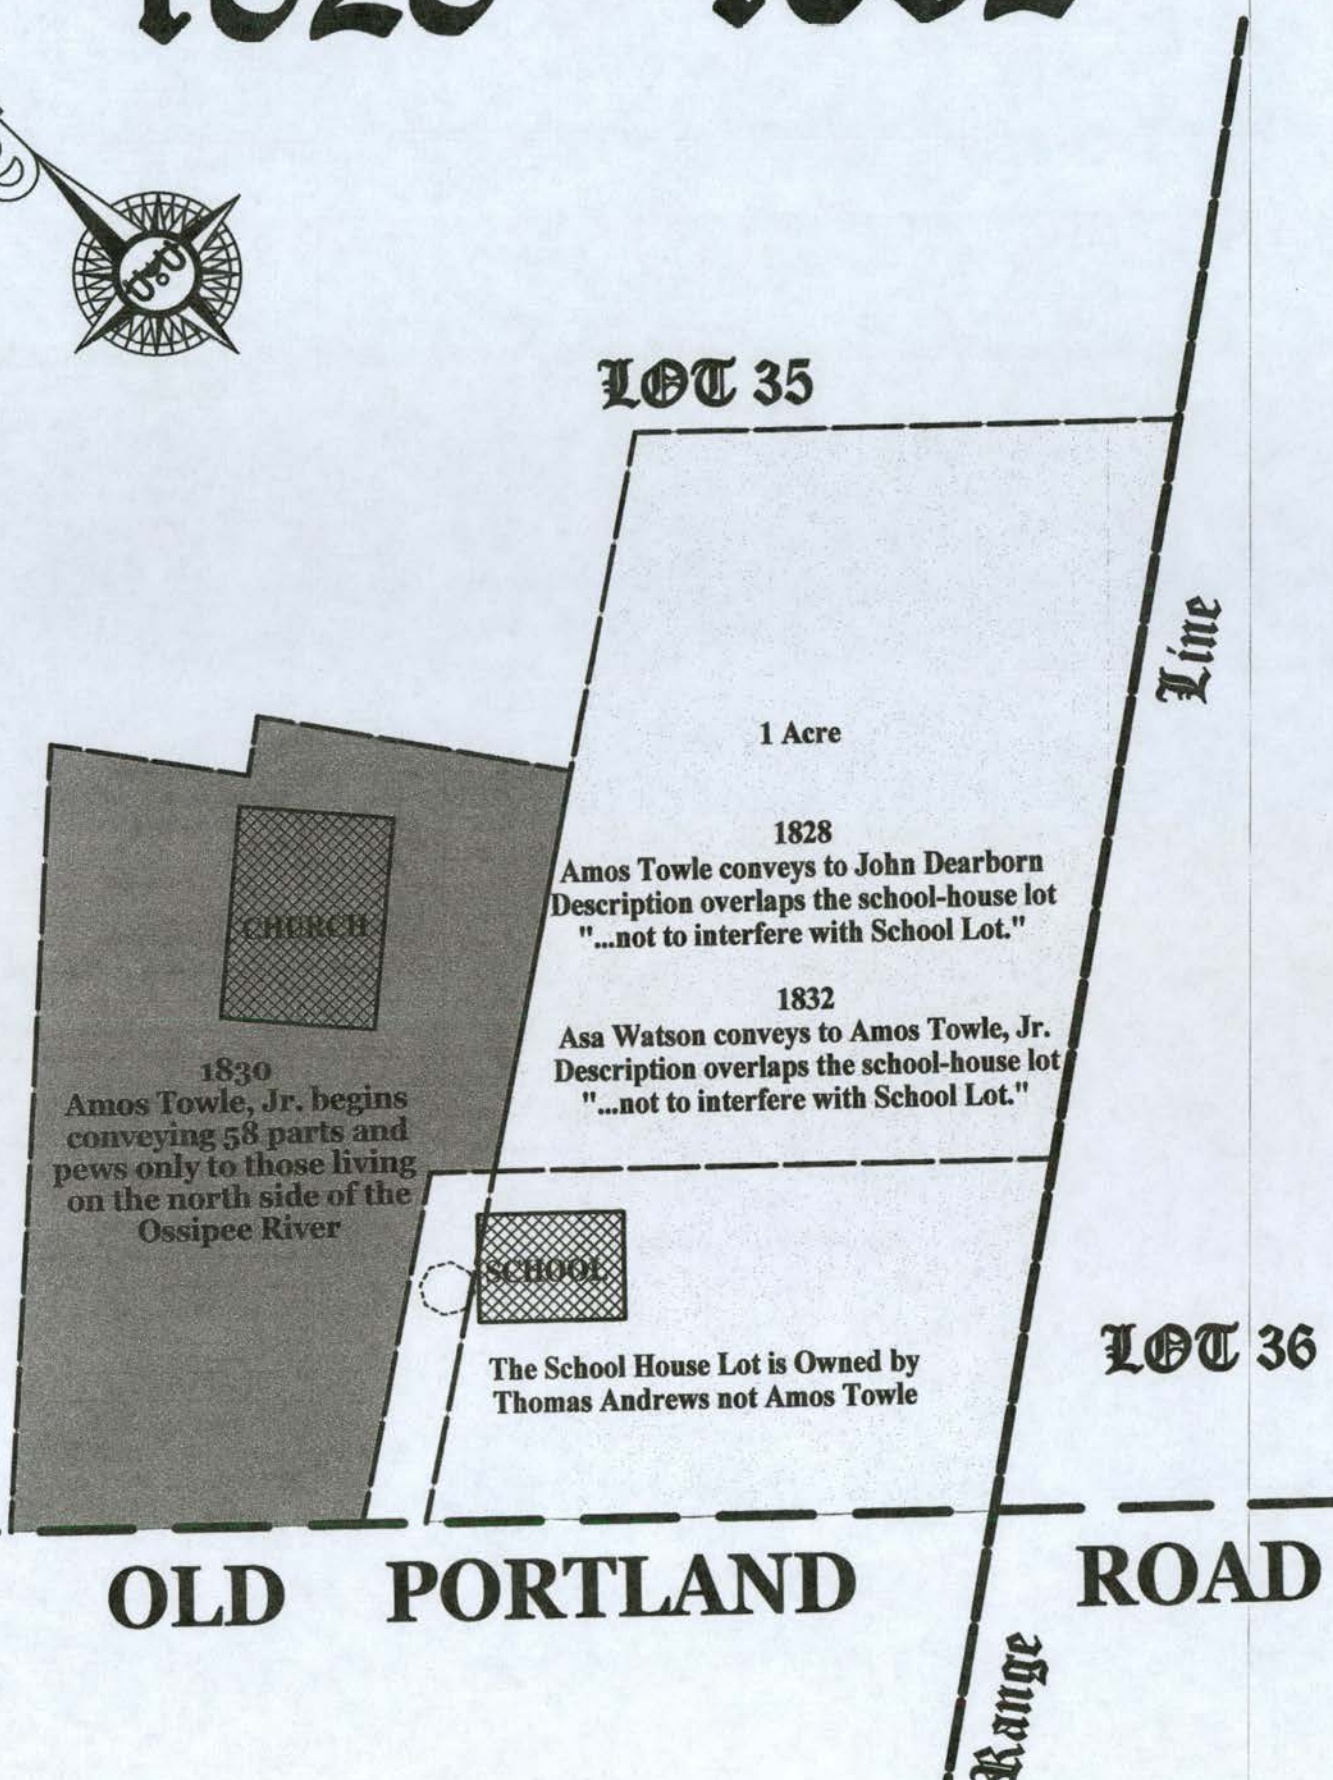 1828 1832
U&U
LOT 35
Line
1 Acre
1828
Amos Towle conveys to John Dearborn
Description overlaps the school-house lot
"...not to interfere with School Lot."
1832
Asa Watson conveys to Amos Towle, Jr.
Description overlaps the school-house lot
"...not to interfere with School Lot."
CHURCH
1830
Amos Towle, Jr. begins
conveying 58 parts and
pews only to those living
on the north side of the
Ossipee River
SCHOOL
The School House Lot is Owned by
Thomas Andrews not Amos Towle
LOT 36
OLD PORTLAND ROAD
Range